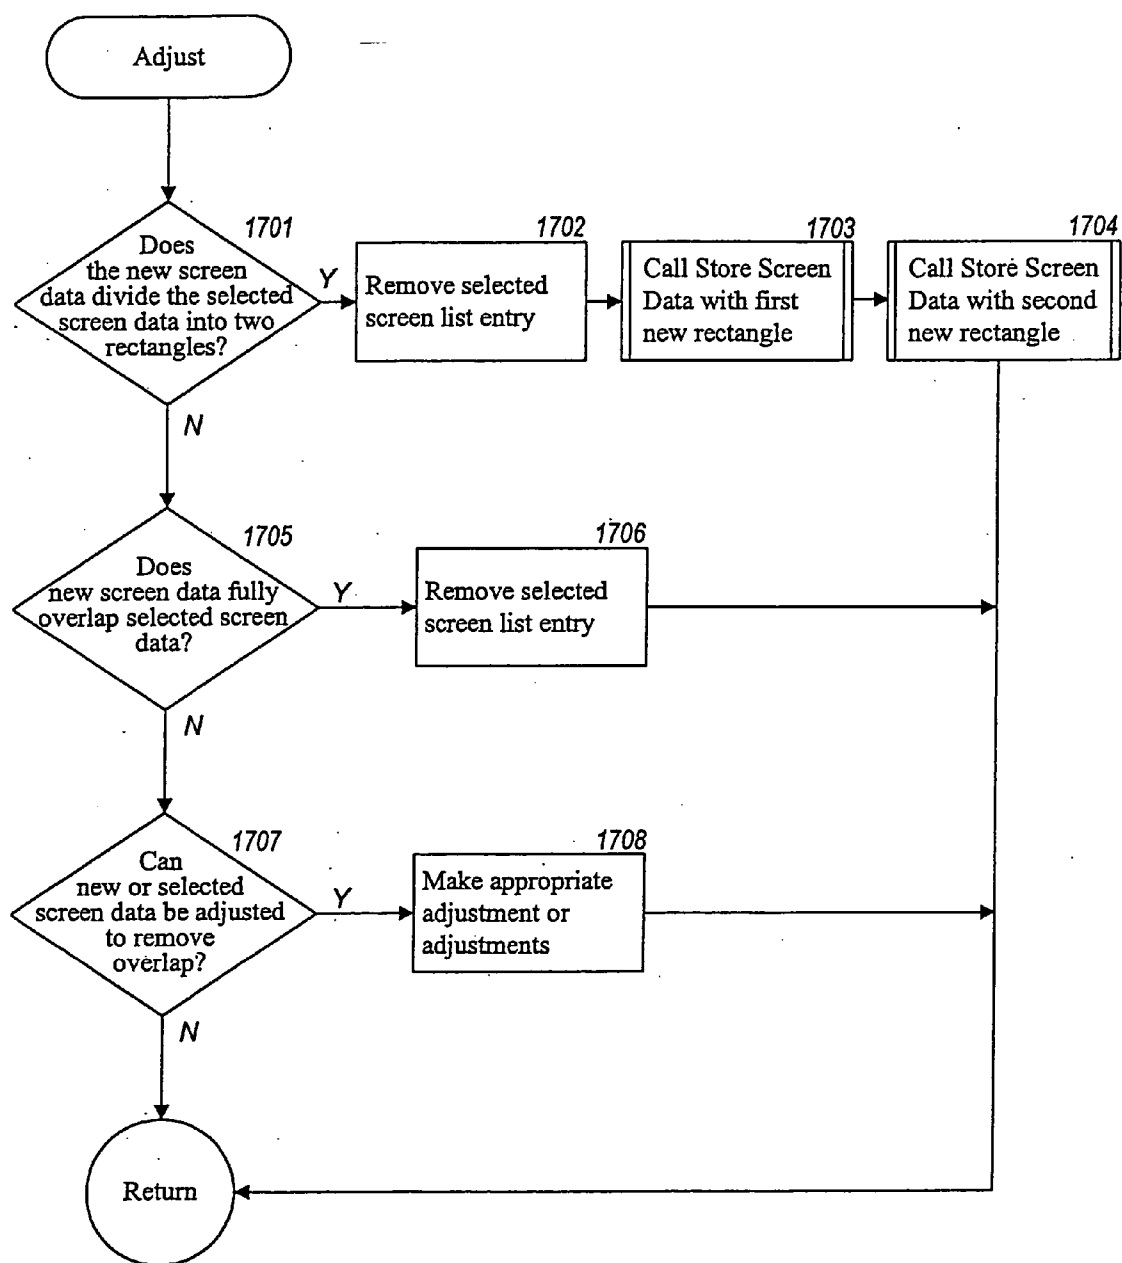 Adjust
1701
Does
the new screen
data divide the selected
screen data into two
rectangles?
Y
1702
Remove selected
screen list entry
1703
Call Store Screen
Data with first
new rectangle
1704
Call Store Screen
Data with second
new rectangle
N
1705
Does
new screen data fully
overlap selected screen
data?
Y
1706
Remove selected
screen list entry
N
1707
Can
new or selected
screen data be adjusted
to remove
overlap?
Y
1708
Make appropriate
adjustment or
adjustments
N
Return